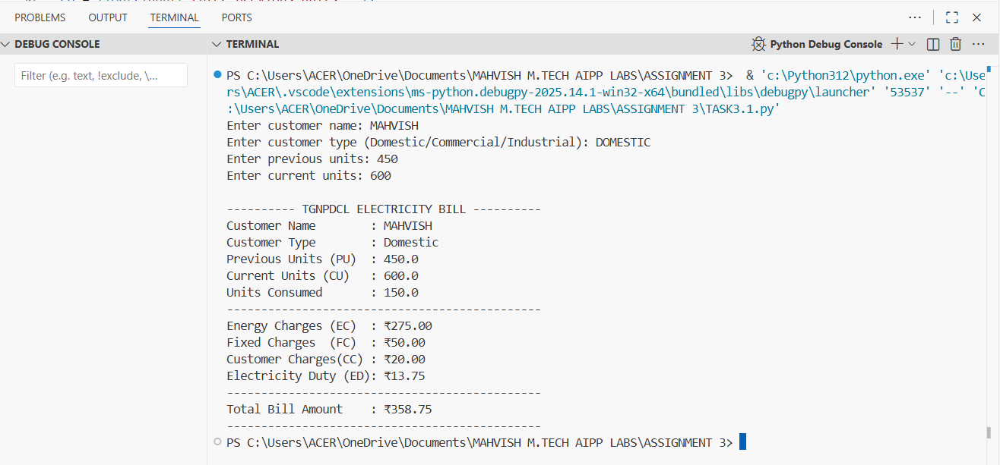 PROBLEMS OUTPUT TERMINAL PORTS
DEBUG CONSOLE
Filter (e.g. text, !exclude, \...
TERMINAL
Python Debug Console
PS C:\Users\ACER\OneDrive\Documents\MAHVISH M.TECH AIPP LABS\ASSIGNMENT 3>  & 'c:\Python312\python.exe' 'c:\Use
rs\ACER\.vscode\extensions\ms-python.debugpy-2025.14.1-win32-x64\bundled\libs\debugpy\launcher' '53537' '--' 'C
:\Users\ACER\OneDrive\Documents\MAHVISH M.TECH AIPP LABS\ASSIGNMENT 3\TASK3.1.py'
Enter customer name: MAHVISH
Enter customer type (Domestic/Commercial/Industrial): DOMESTIC
Enter previous units: 450
Enter current units: 600
---------- TGNPDCL ELECTRICITY BILL ----------
Customer Name        : MAHVISH
Customer Type        : Domestic
Previous Units (PU)  : 450.0
Current Units (CU)   : 600.0
Units Consumed       : 150.0
----------------------------------------------
Energy Charges (EC)  : ₹275.00
Fixed Charges  (FC)  : ₹50.00
Customer Charges(CC) : ₹20.00
Electricity Duty (ED): ₹13.75
----------------------------------------------
Total Bill Amount    : ₹358.75
----------------------------------------------
PS C:\Users\ACER\OneDrive\Documents\MAHVISH M.TECH AIPP LABS\ASSIGNMENT 3>